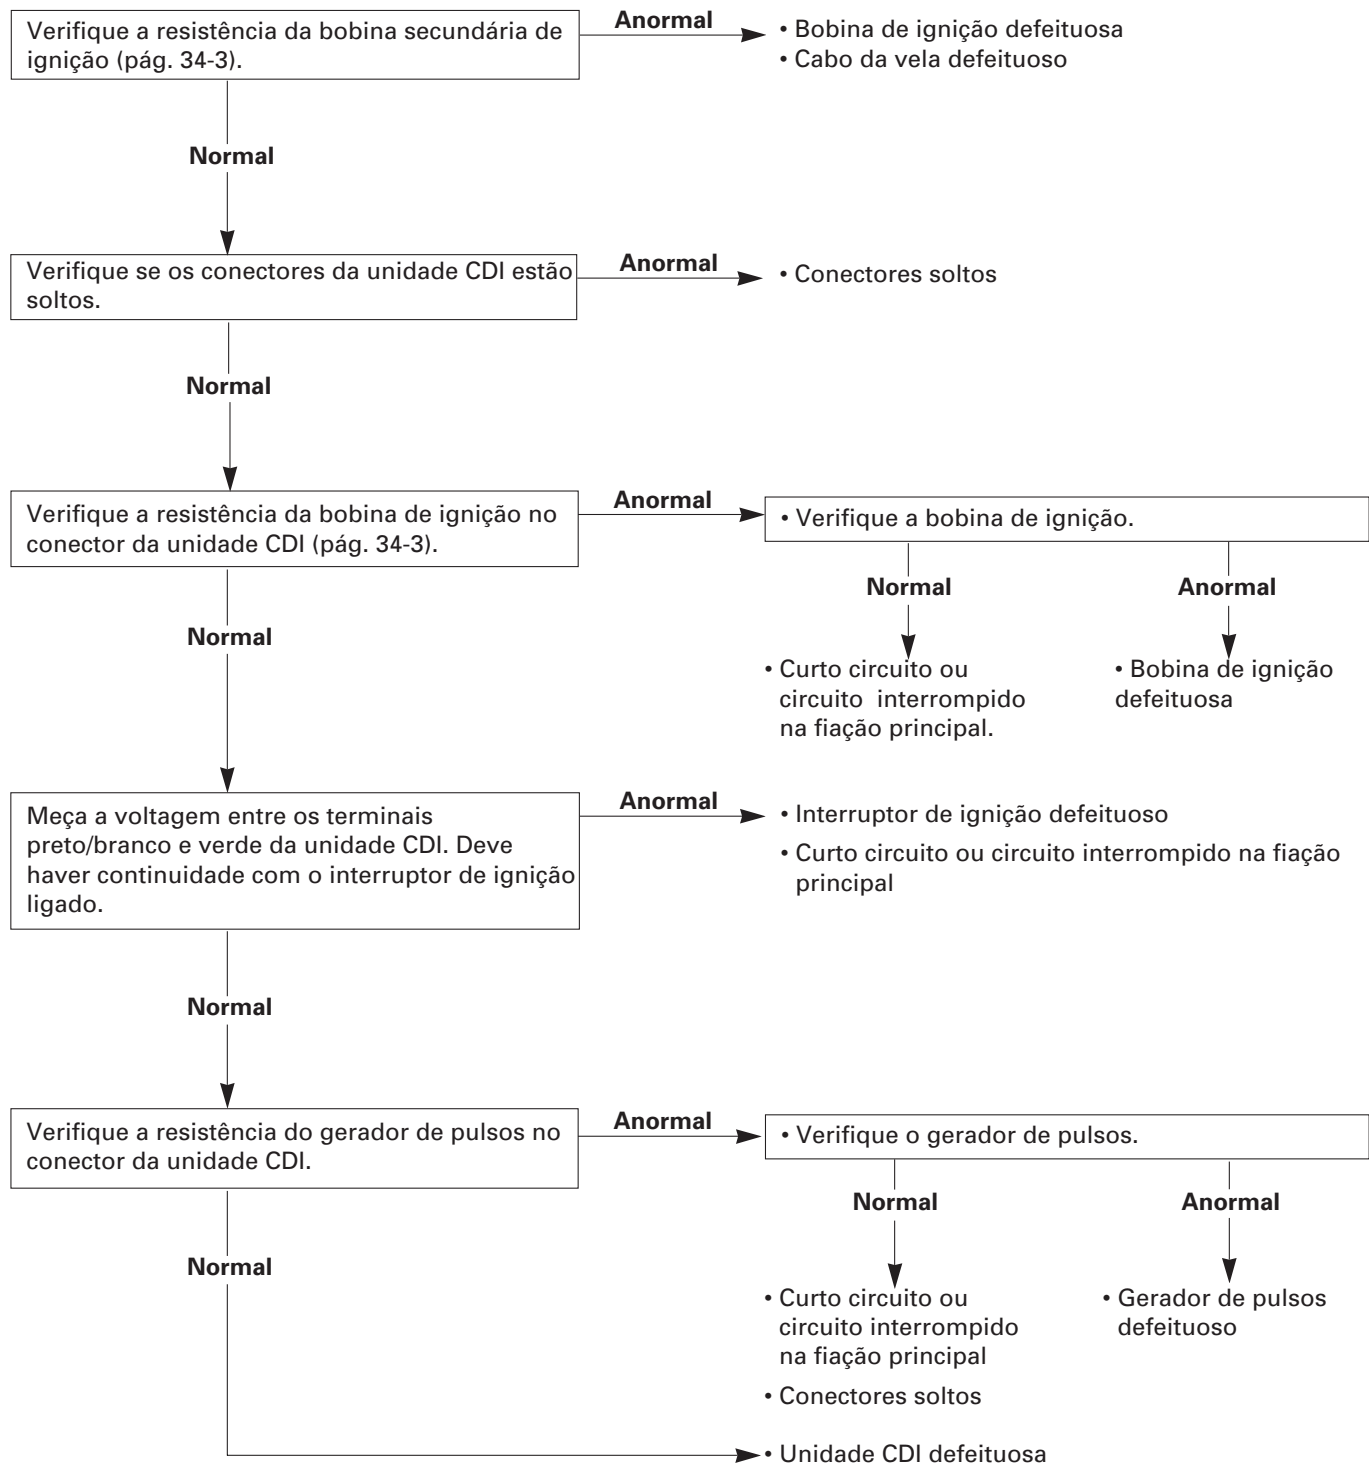 Verifique a resistência da bobina secundária de
ignição (pág. 34-3).
Anormal
• Bobina de ignição defeituosa
• Cabo da vela defeituoso
Normal
Verifique se os conectores da unidade CDI estão
soltos.
Anormal
• Conectores soltos
Normal
Verifique a resistência da bobina de ignição no
conector da unidade CDI (pág. 34-3).
Anormal
• Verifique a bobina de ignição.
Normal
Anormal
Normal
• Curto circuito ou
circuito interrompido
na fiação principal.
• Bobina de ignição
defeituosa
Meça a voltagem entre os terminais
preto/branco e verde da unidade CDI. Deve
haver continuidade com o interruptor de ignição
ligado.
Anormal
• Interruptor de ignição defeituoso
• Curto circuito ou circuito interrompido na fiação
principal
Normal
Verifique a resistência do gerador de pulsos no
conector da unidade CDI.
Anormal
• Verifique o gerador de pulsos.
Normal
Anormal
Normal
• Curto circuito ou
circuito interrompido
na fiação principal
• Conectores soltos
• Gerador de pulsos
defeituoso
• Unidade CDI defeituosa